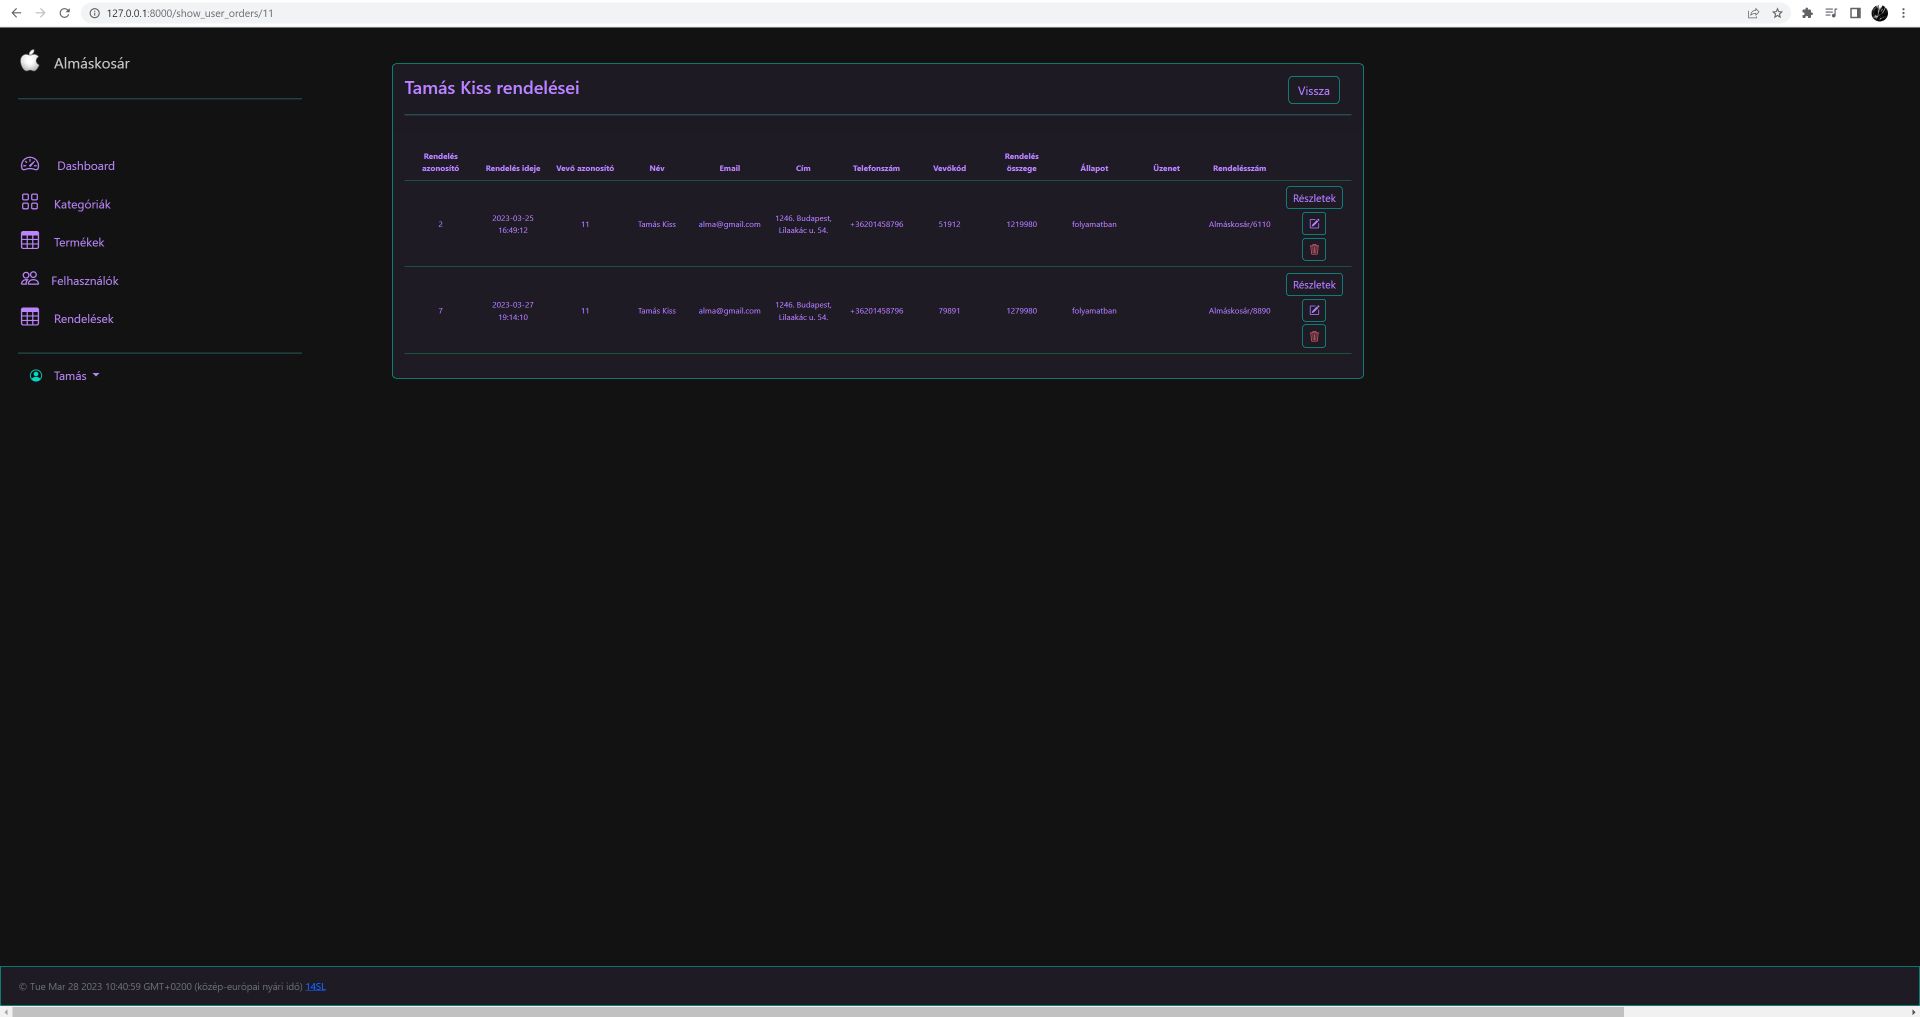 127.0.0.1:8000/show_user_orders/11
Almáskosár
Dashboard
Kategóriák
Termékek
Felhasználók
Rendelések
Tamás
Tamás Kiss rendelései
Vissza
Rendelés azonosító Rendelés ideje Vevő azonosító Név Email Cím Telefonszám Vevőkód Rendelés összege Állapot Üzenet Rendelésszám
2 2023-03-25 16:49:12 11 Tamás Kiss alma@gmail.com 1246. Budapest, Lilaakác u. 54. +36201458796 51912 1219980 folyamatban Almáskosár/6110 Részletek
7 2023-03-27 19:14:10 11 Tamás Kiss alma@gmail.com 1246. Budapest, Lilaakác u. 54. +36201458796 79891 1279980 folyamatban Almáskosár/8890 Részletek
© Tue Mar 28 2023 10:40:59 GMT+0200 (közép-európai nyári idő) 14SL